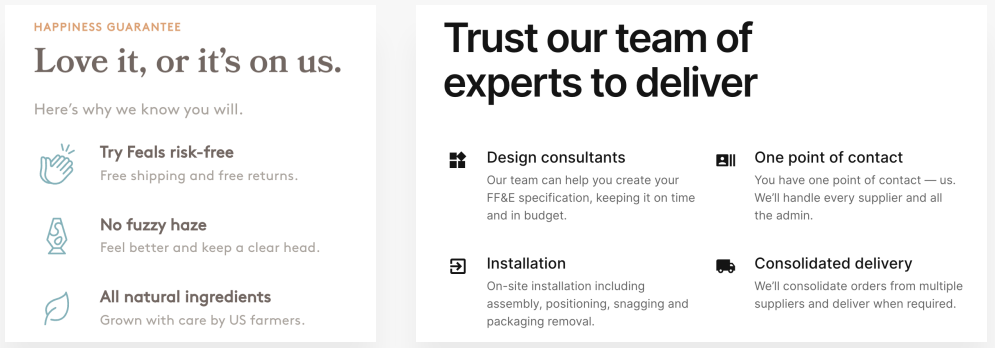 HAPPINESS GUARANTEE
Love it, or it’s on us.
Here’s why we know you will.
Try Feals risk-free
Free shipping and free returns.
No fuzzy haze
Feel better and keep a clear head.
All natural ingredients
Grown with care by US farmers.
Trust our team of
experts to deliver
Design consultants
Our team can help you create your
FF&E specification, keeping it on time
and in budget.
One point of contact
You have one point of contact — us.
We’ll handle every supplier and all
the admin.
Installation
On-site installation including
assembly, positioning, snagging and
packaging removal.
Consolidated delivery
We’ll consolidate orders from multiple
suppliers and deliver when required.